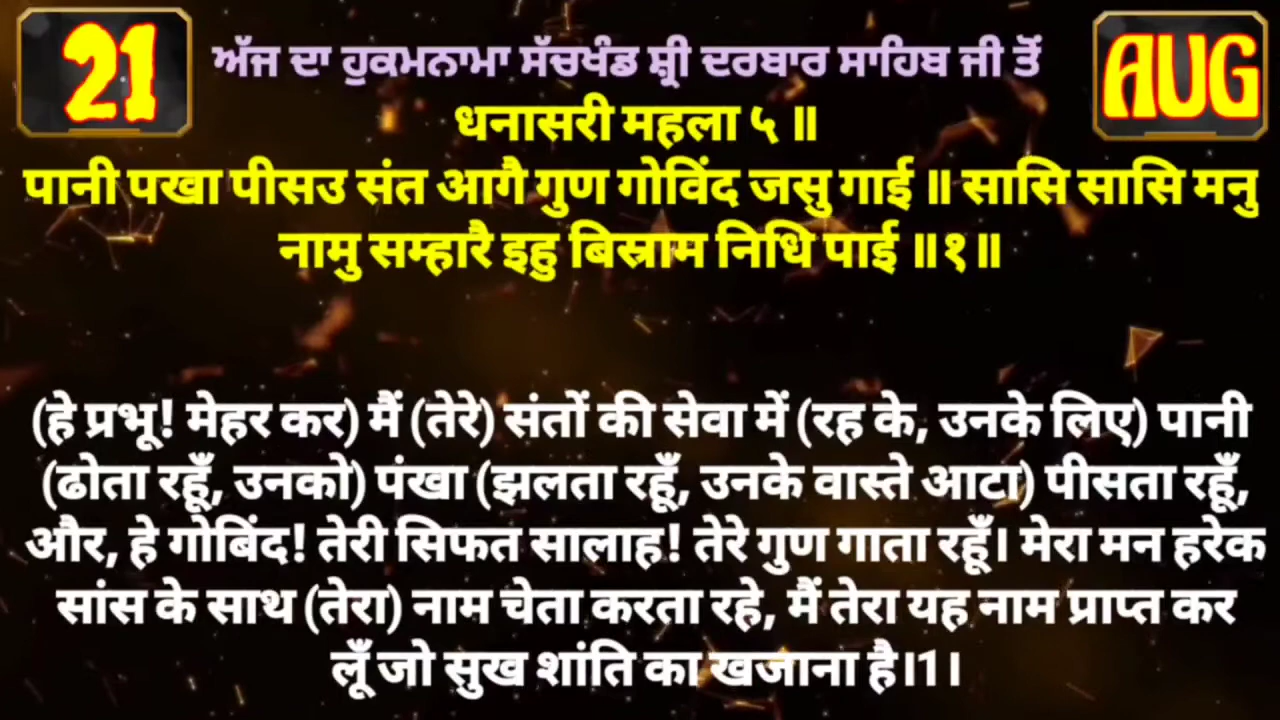 21
ਅੱਜ ਦਾ ਹੁਕਮਨਾਮਾ ਸੱਚਖੰਡ ਸ਼੍ਰੀ ਦਰਬਾਰ ਸਾਹਿਬ ਜੀ ਤੋਂ
AUG
धनासरी महला ५ ॥
पानी पखा पीसउ संत आगै गुण गोविंद जसु गाई ॥ सासि सासि मनु
नामु सम्हारै इहु बिस्राम निधि पाई ॥१॥
(हे प्रभू! मेहर कर) मैं (तेरे) संतों की सेवा में (रह के, उनके लिए) पानी
(ढोता रहूँ, उनको) पंखा (झलता रहूँ, उनके वास्ते आटा) पीसता रहूँ,
और, हे गोबिंद! तेरी सिफत सालाह! तेरे गुण गाता रहूँ। मेरा मन हरेक
सांस के साथ (तेरा) नाम चेता करता रहे, मैं तेरा यह नाम प्राप्त कर
लूँ जो सुख शांति का खजाना है।1।